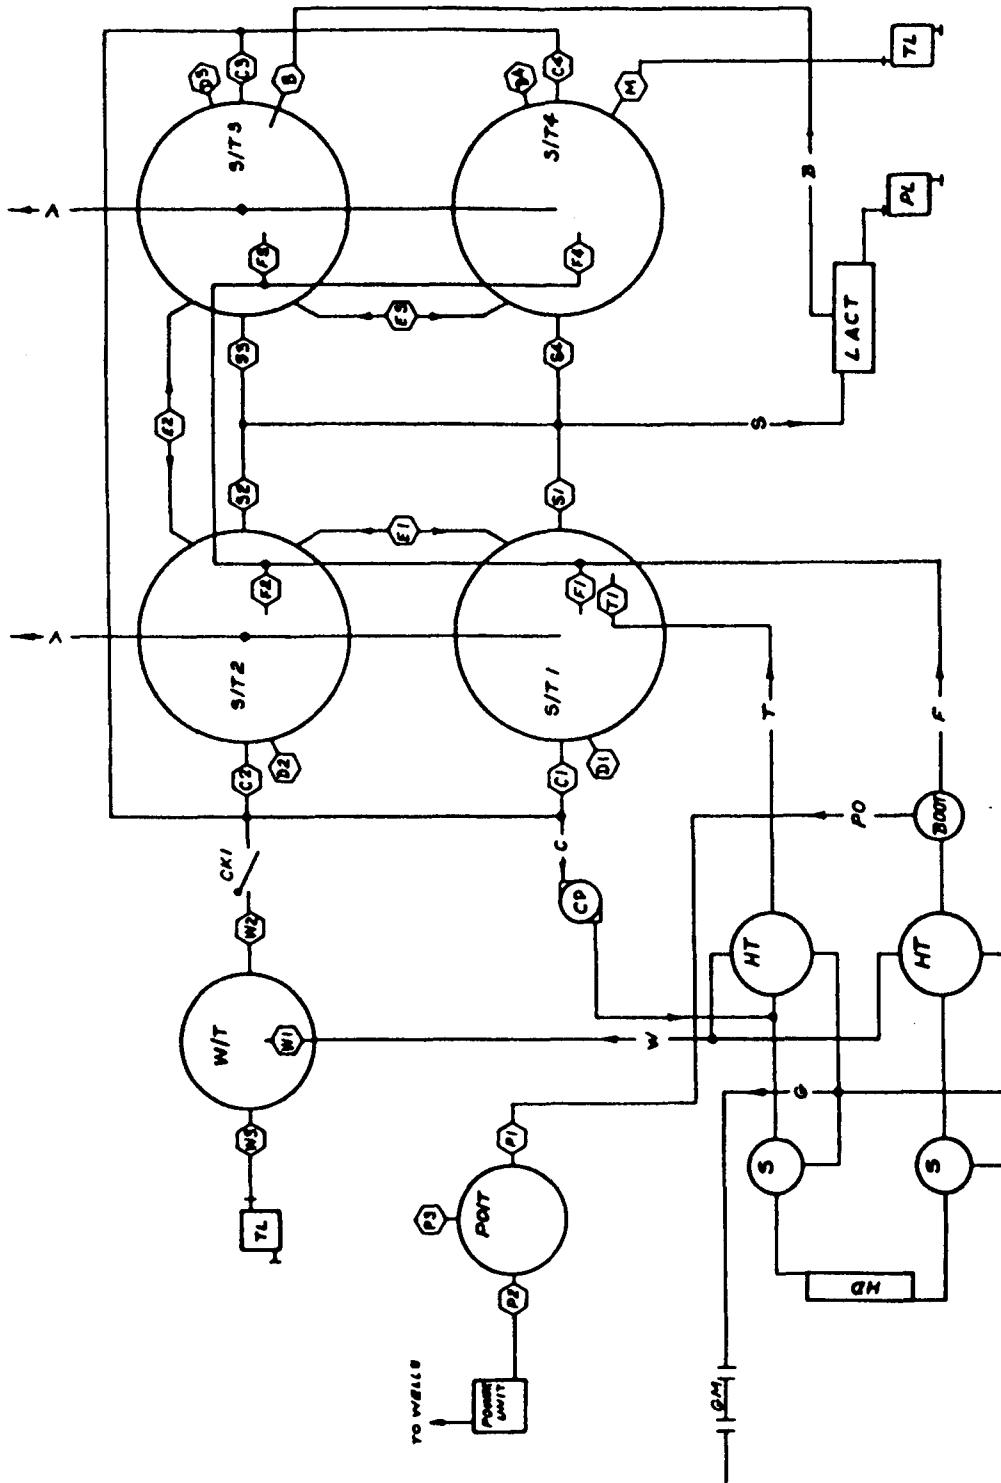 A
A
D3
C3
B
D4
C4
S/T3
S/T4
M
TL
F3
F4
B
PL
E3
LACT
S3
S4
E2
S
S2
S1
E1
F2
F1
T1
S/T2
S/T1
T
F
C2
D2
C1
D1
PO
BOOT
CK1
C
CP
W2
HT
HT
W/T
W1
W
G
W3
P1
S
S
TL
P3
PO/T
P2
HD
TO WELLS
POWER
UNIT
GM